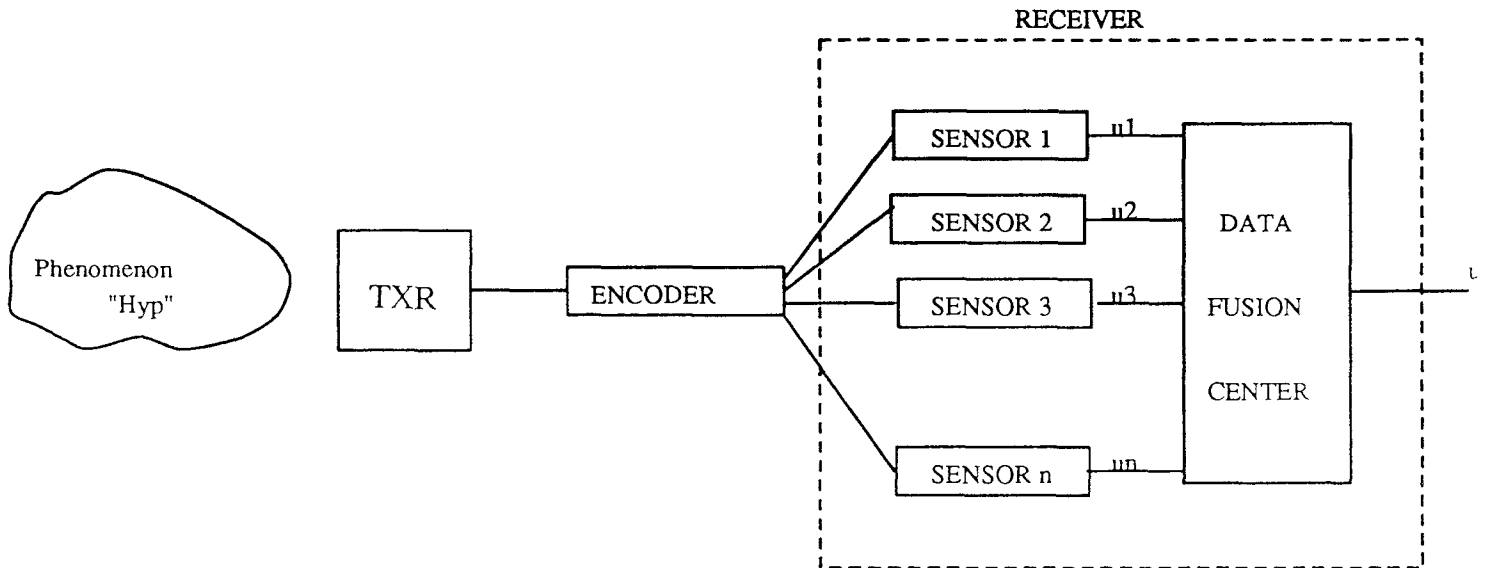 RECEIVER
SENSOR 1
u1
SENSOR 2
u2
DATA
Phenomenon
"Hyp"
TXR
ENCODER
SENSOR 3
u3
FUSION
CENTER
SENSOR n
un